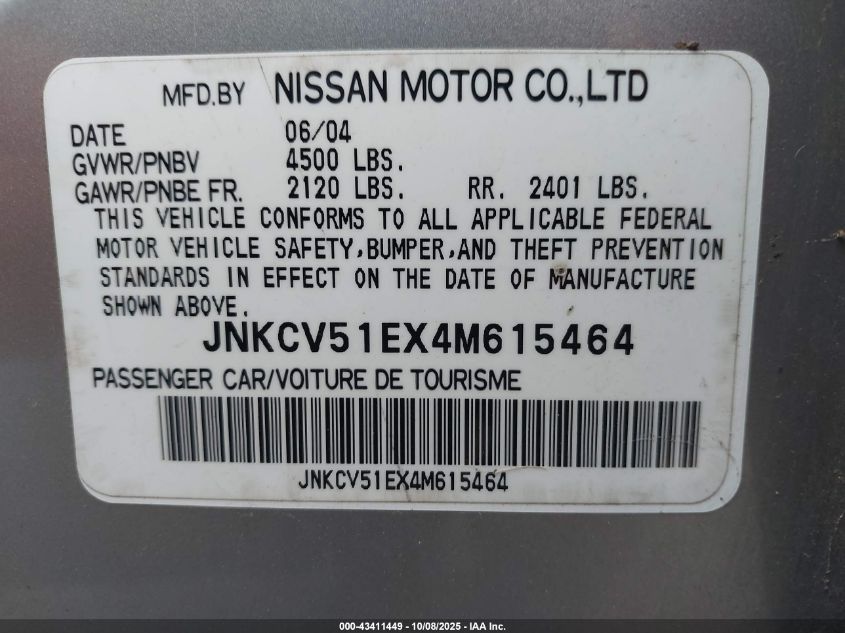 MFD.BY NISSAN MOTOR CO.,LTD
DATE 06/04
GVWR/PNBV 4500 LBS.
GAWR/PNBE FR. 2120 LBS. RR. 2401 LBS.
THIS VEHICLE CONFORMS TO ALL APPLICABLE FEDERAL
MOTOR VEHICLE SAFETY,BUMPER,AND THEFT PREVENTION
STANDARDS IN EFFECT ON THE DATE OF MANUFACTURE
SHOWN ABOVE.
JNKCV51EX4M615464
PASSENGER CAR/VOITURE DE TOURISME
A
JNKCV51EX4M615464
000-43411449 - 10/08/2025 - IAA Inc.